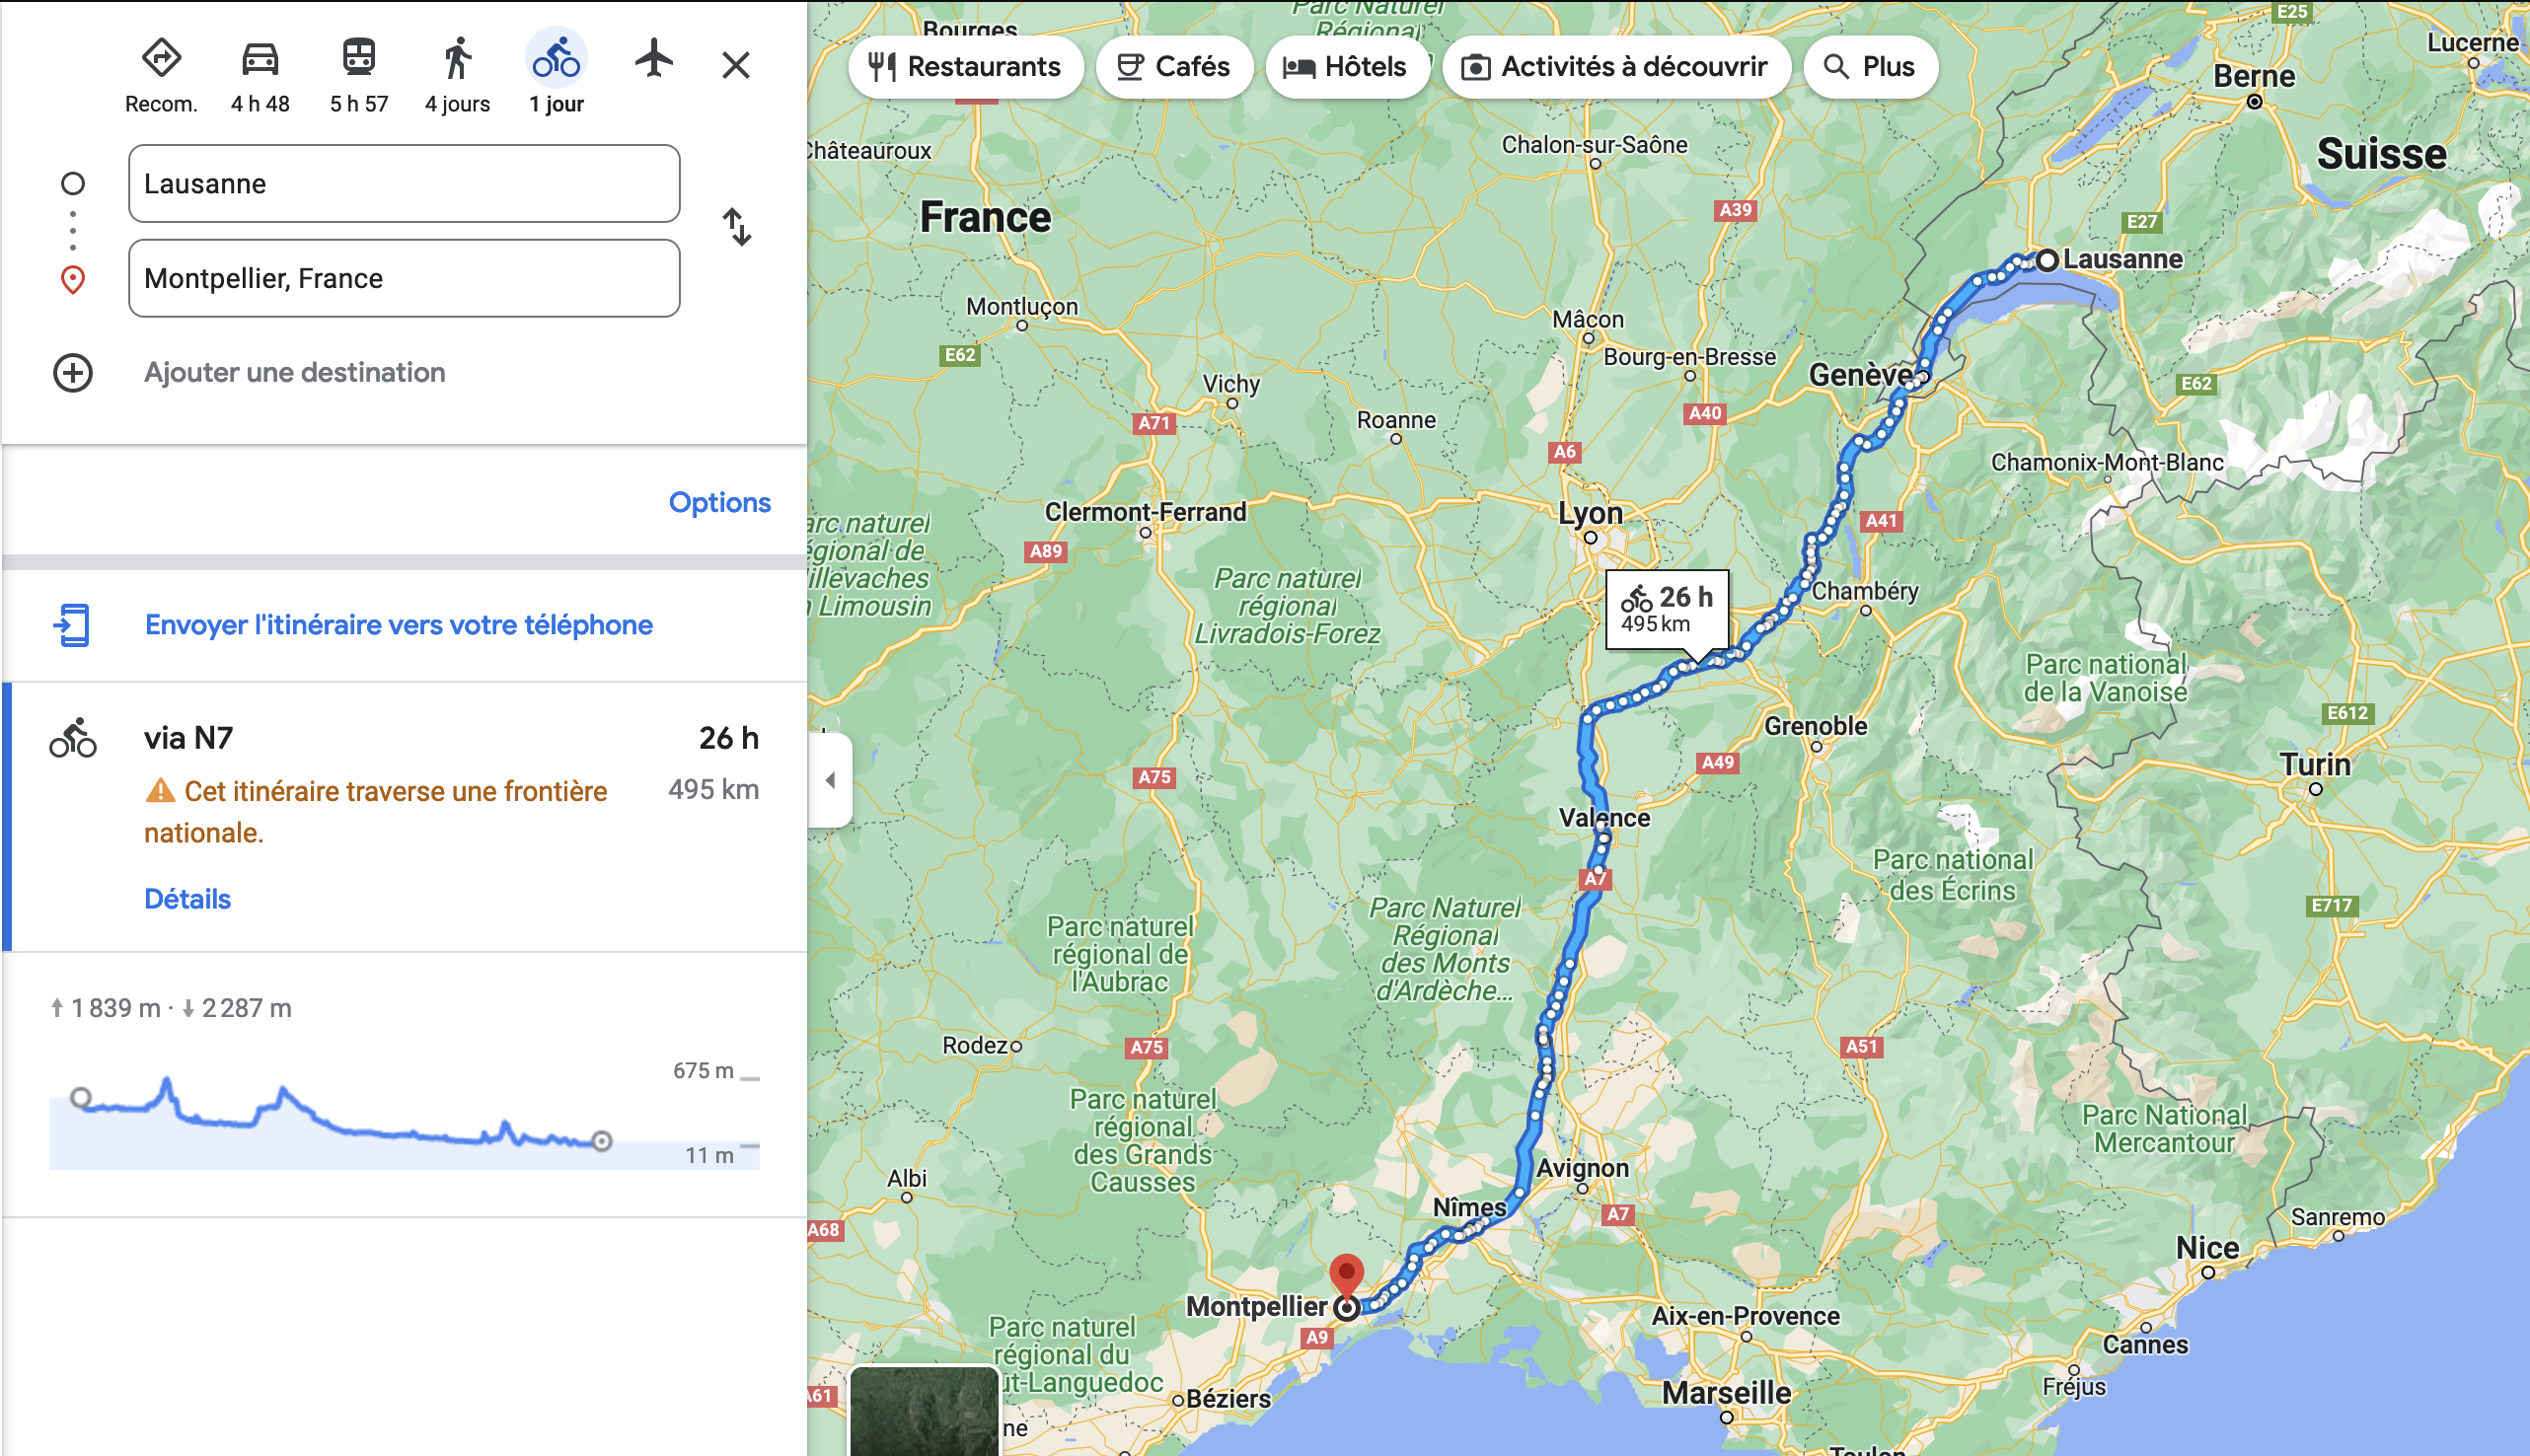 Recom.
4 h 48
5 h 57
4 jours
1 jour
Lausanne
Montpellier, France
Ajouter une destination
Options
Envoyer l'itinéraire vers votre téléphone
via N7
26 h
Cet itinéraire traverse une frontière
495 km
nationale.
Détails
1 839 m · 2 287 m
675 m
11 m
Restaurants
Cafés
Hôtels
Activités à découvrir
Plus
Parc Naturel
Régional
Bourges
E25
Lucerne
Berne
Suisse
Châteauroux
Chalon-sur-Saône
France
A39
E27
Lausanne
Montluçon
Mâcon
E62
Bourg-en-Bresse
Genève
Vichy
E62
A71
Roanne
A40
A6
Chamonix-Mont-Blanc
Clermont-Ferrand
Lyon
A41
A89
arc naturel
égional de
illevaches
Limousin
Parc naturel
régional
Livradois-Forez
26 h
495 km
Chambéry
Parc national
de la Vanoise
E612
Grenoble
A49
A75
Turin
Valence
Parc national
des Écrins
A7
E717
Parc Naturel
Régional
des Monts
d'Ardèche...
Parc naturel
régional de
l'Aubrac
Rodez
A75
A51
Parc naturel
régional
des Grands
Causses
Parc National
Mercantour
Avignon
Albi
Nîmes
A7
A68
Sanremo
Nice
Montpellier
A9
Aix-en-Provence
Cannes
Parc naturel
régional du
ut-Languedoc
Fréjus
A61
Béziers
Marseille
ne
Toulon